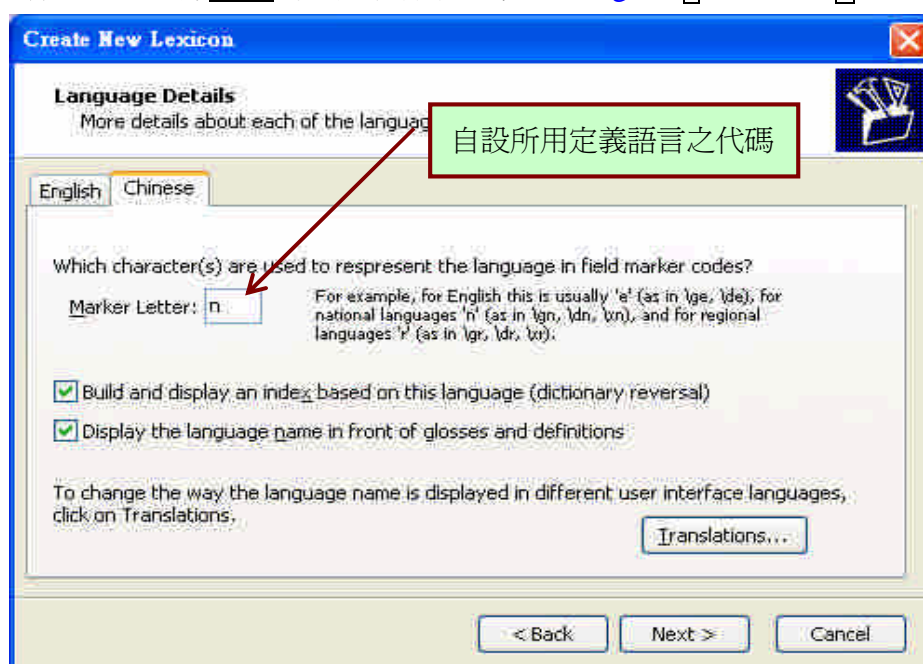 Create New Lexicon
Language Details
More details about each of the languag
自設所用定義語言之代碼
English Chinese
Which character(s) are used to respresent the language in field marker codes?
Marker Letter: n
For example, for English this is usually 'e' (as in \ge, \de), for
national languages 'n' (as in \gn, \dn, \xn), and for regional
languages 'r' (as in \gr, \dr, \xr).
Build and display an index based on this language (dictionary reversal)
Display the language name in front of glosses and definitions
To change the way the language name is displayed in different user interface languages,
click on Translations.
Translations...
< Back Next > Cancel